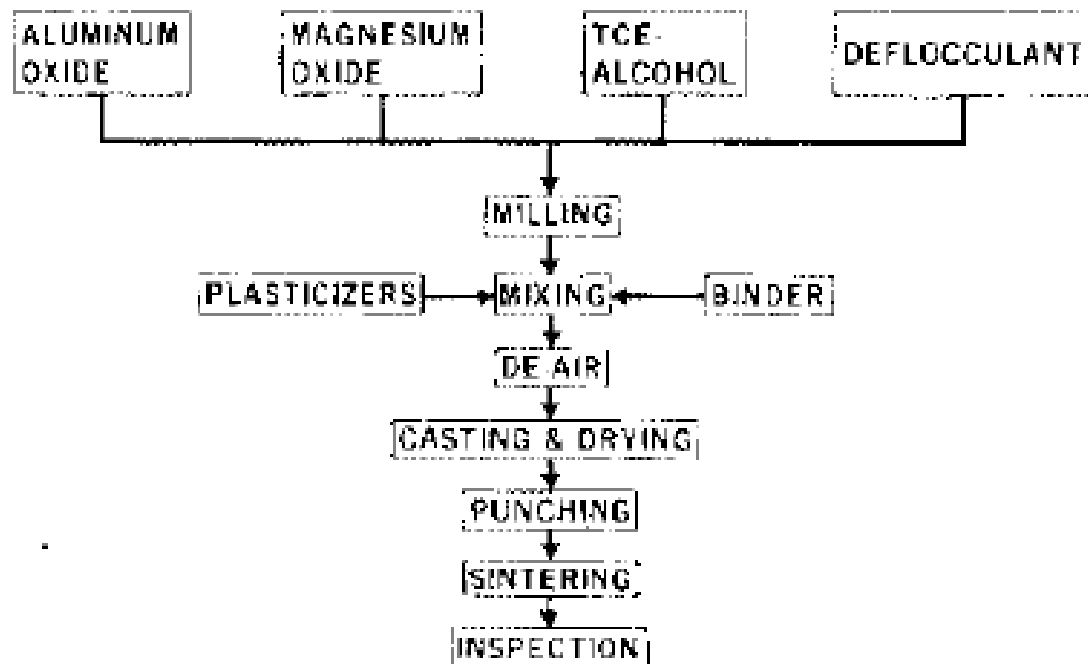 ALUMINUM
OXIDE
MAGNESIUM
OXIDE
TCE-
ALCOHOL
DEFLOCCULANT
MILLING
PLASTICIZERS
MIXING
BINDER
DE-AIR
CASTING & DRYING
PUNCHING
SINTERING
INSPECTION